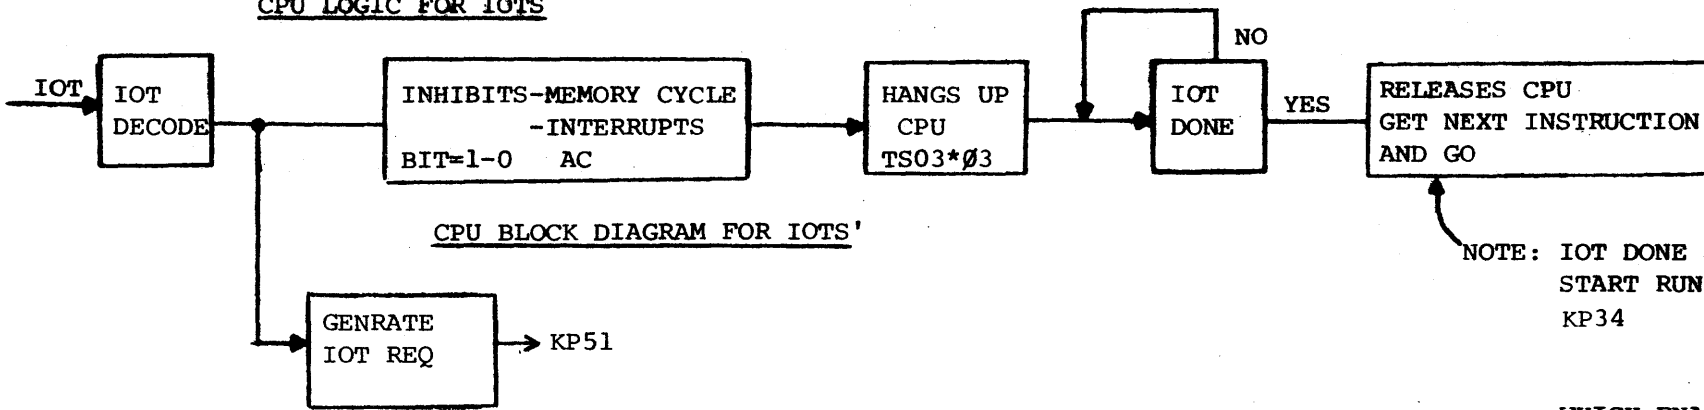 CPU LOGIC FOR IOTS
IOT
IOT
DECODE
INHIBITS-MEMORY CYCLE
-INTERRUPTS
BIT=1-0 AC
HANGS UP
CPU
TS03*Ø3
NO
IOT
DONE
YES
RELEASES CPU
GET NEXT INSTRUCTION
AND GO
CPU BLOCK DIAGRAM FOR IOTS'
NOTE: IOT DONE
START RUN
KP34
GENRATE
IOT REQ
KP51